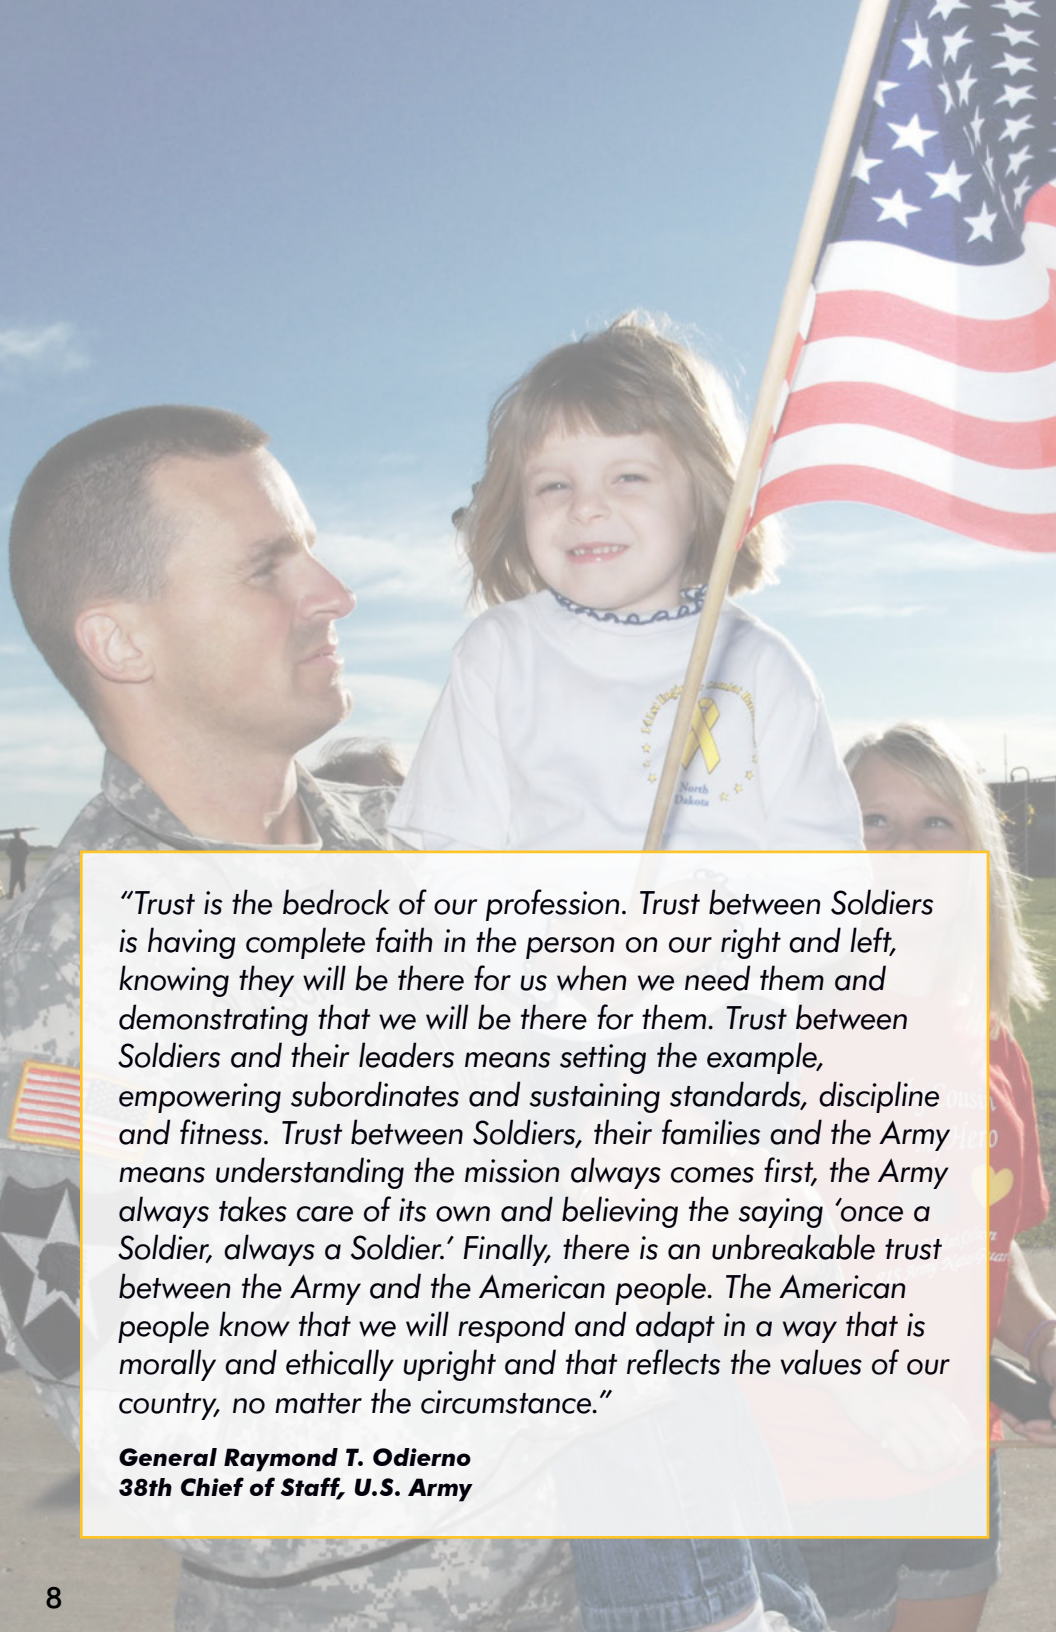 North
Dakota
“Trust is the bedrock of our profession. Trust between Soldiers
is having complete faith in the person on our right and left,
knowing they will be there for us when we need them and
demonstrating that we will be there for them. Trust between
Soldiers and their leaders means setting the example,
empowering subordinates and sustaining standards, discipline
and fitness. Trust between Soldiers, their families and the Army
means understanding the mission always comes first, the Army
always takes care of its own and believing the saying ‘once a
Soldier, always a Soldier.’ Finally, there is an unbreakable trust
between the Army and the American people. The American
people know that we will respond and adapt in a way that is
morally and ethically upright and that reflects the values of our
country, no matter the circumstance.”
General Raymond T. Odierno
38th Chief of Staff, U.S. Army
8